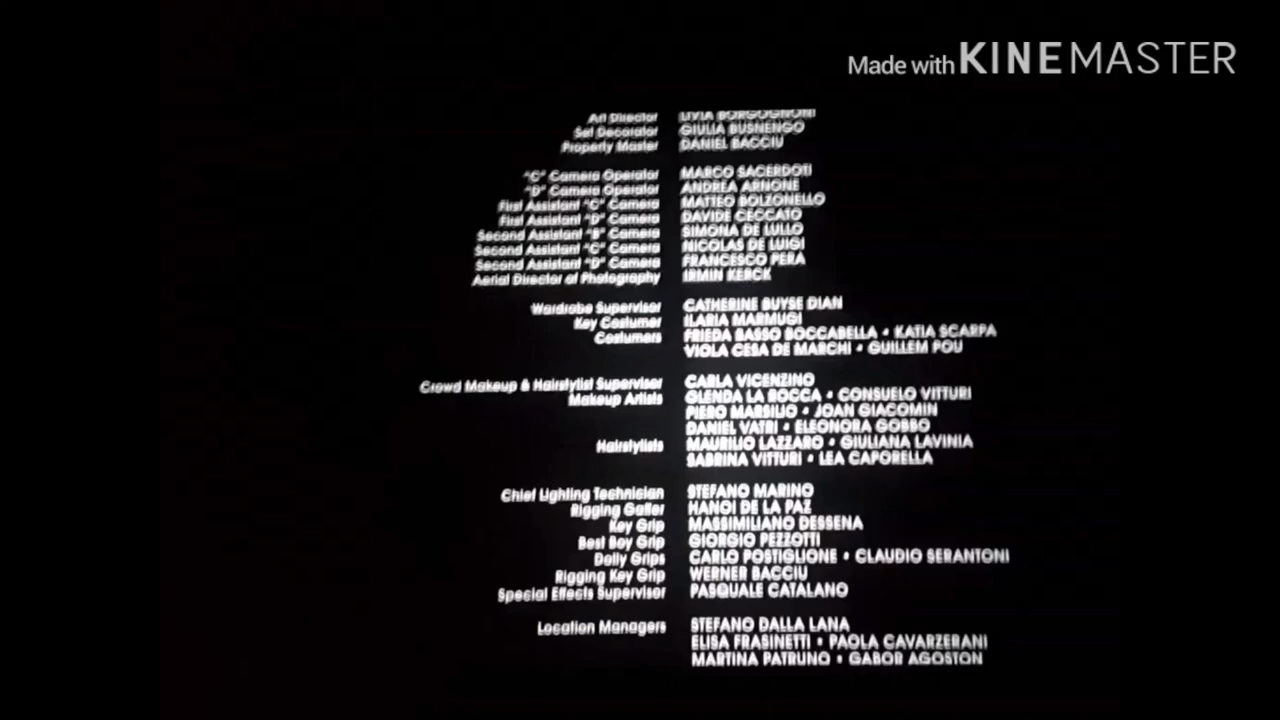 Made with KINEMASTER
Art Director LIVIA BORGOGNONI
Set Decorator GIULIA BUSNENGO
Property Master DANIEL BACCIU
"C" Camera Operator MARCO SACERDOTI
"D" Camera Operator ANDREA ARNONE
First Assistant "C" Camera MATTEO BOLZONELLO
First Assistant "D" Camera DAVIDE CECCATO
Second Assistant "B" Camera SIMONA DE LULLO
Second Assistant "C" Camera NICOLAS DE LUIGI
Second Assistant "D" Camera FRANCESCO PERA
Aerial Director of Photography IRMIN KERCK
Wardrobe Supervisor CATHERINE BUYSE DIAN
Key Costumer ILARIA MARMUGI
Costumers FRIEDA BASSO BOCCABELLA • KATIA SCARPA
VIOLA CESA DE MARCHI • GUILLEM POU
Crowd Makeup & Hairstylist Supervisor CARLA VICENZINO
Makeup Artists GLENDA LA ROCCA • CONSUELO VITTURI
PIERO MARSILIO • JOAN GIACOMIN
DANIEL VATRI • ELEONORA GOBBO
Hairstylists MAURILIO LAZZARO • GIULIANA LAVINIA
SABRINA VITTURI • LEA CAPORELLA
Chief Lighting Technician STEFANO MARINO
Rigging Gaffer HANOI DE LA PAZ
Key Grip MASSIMILIANO DESSENA
Best Boy Grip GIORGIO PEZZOTTI
Dolly Grips CARLO POSTIGLIONE • CLAUDIO SERANTONI
Rigging Key Grip WERNER BACCIU
Special Effects Supervisor PASQUALE CATALANO
Location Managers STEFANO DALLA LANA
ELISA FRASINETTI • PAOLA CAVARZERANI
MARTINA PATRUNO • GABOR AGOSTON